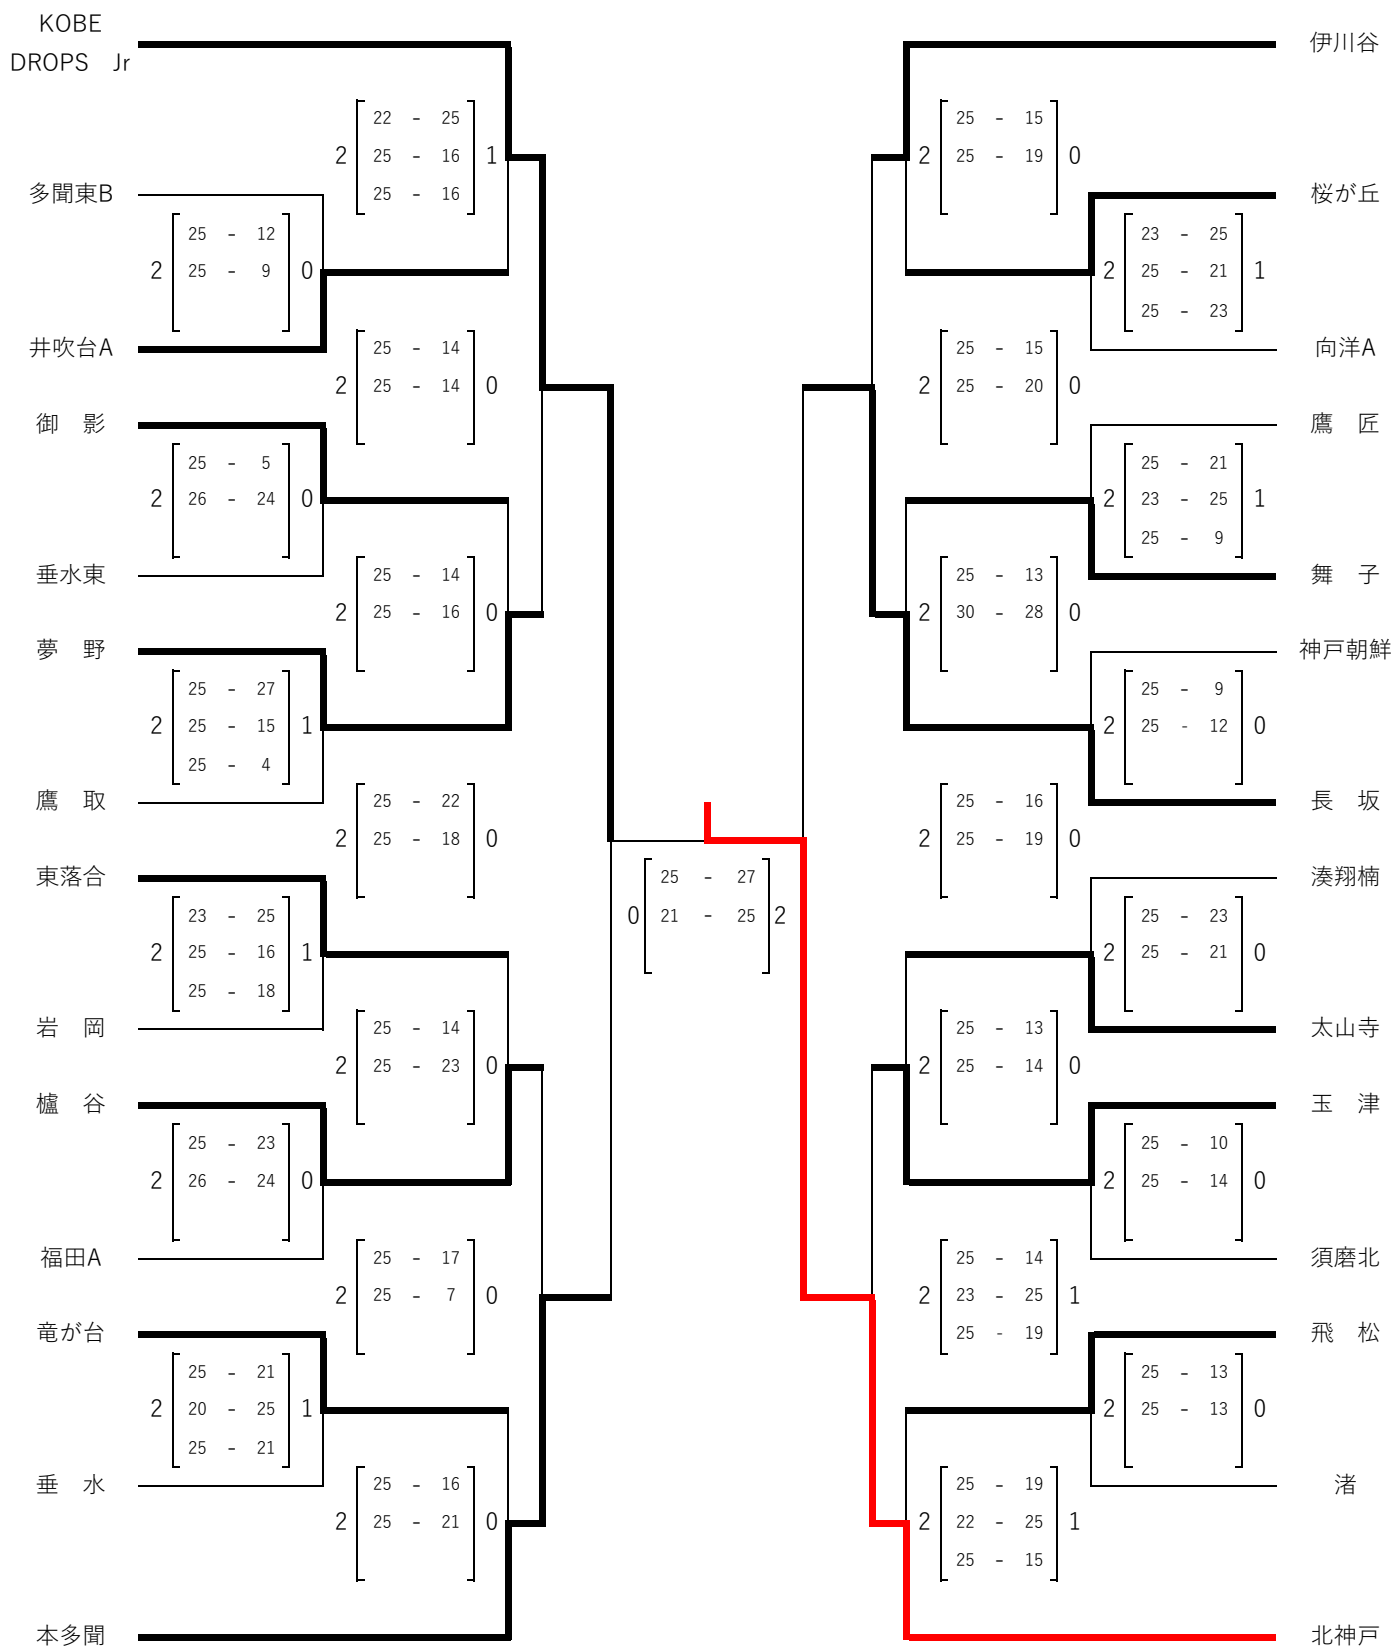 KOBE
DROPS　Jr
伊川谷
22 - 25
2 25 - 16 1
25 - 16
25 - 15
2 25 - 19 0
多聞東B
桜が丘
25 - 12
2 25 - 9 0
23 - 25
2 25 - 21 1
25 - 23
井吹台A
25 - 14
2 25 - 14 0
25 - 15
2 25 - 20 0
向洋A
御　影
鷹　匠
25 - 5
2 26 - 24 0
25 - 21
2 23 - 25 1
25 - 9
垂水東
25 - 14
2 25 - 16 0
25 - 13
2 30 - 28 0
舞　子
夢　野
神戸朝鮮
25 - 27
2 25 - 15 1
25 - 4
25 - 9
2 25 - 12 0
鷹　取
25 - 22
2 25 - 18 0
25 - 16
2 25 - 19 0
長　坂
東落合
25 - 27
0 21 - 25 2
湊翔楠
23 - 25
2 25 - 16 1
25 - 18
25 - 23
2 25 - 21 0
岩　岡
25 - 14
2 25 - 23 0
25 - 13
2 25 - 14 0
太山寺
櫨　谷
玉　津
25 - 23
2 26 - 24 0
25 - 10
2 25 - 14 0
福田A
25 - 17
2 25 - 7 0
25 - 14
2 23 - 25 1
25 - 19
須磨北
竜が台
飛　松
25 - 21
2 20 - 25 1
25 - 21
25 - 13
2 25 - 13 0
垂　水
25 - 16
2 25 - 21 0
25 - 19
2 22 - 25 1
25 - 15
渚
本多聞
北神戸